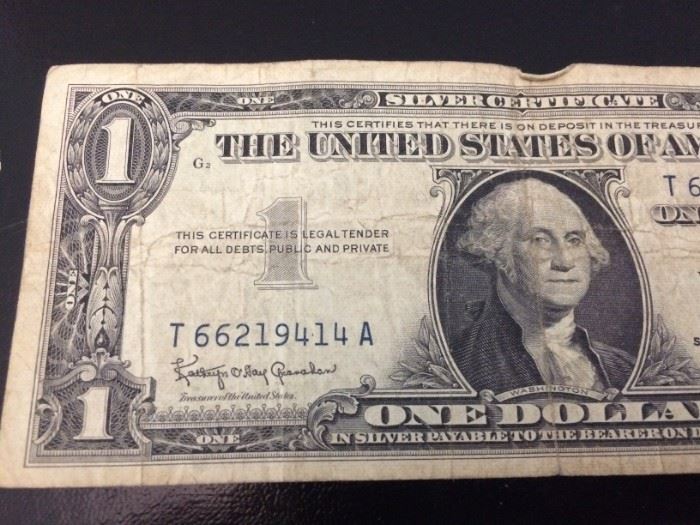 ONE ONE SILVER CERTIFICATE
THIS CERTIFIES THAT THERE IS ON DEPOSIT IN THE TREASU
1 THE UNITED STATES OF AM
G2
T 6
1
THIS CERTIFICATE IS LEGAL TENDER
FOR ALL DEBTS, PUBLIC AND PRIVATE
ONE
T 66219414 A
Kathryn O'Hay Granahan
Treasurer of the United States.
WASHINGTON
1 ONE DOLLA
ONE IN SILVER PAYABLE TO THE BEARER ON